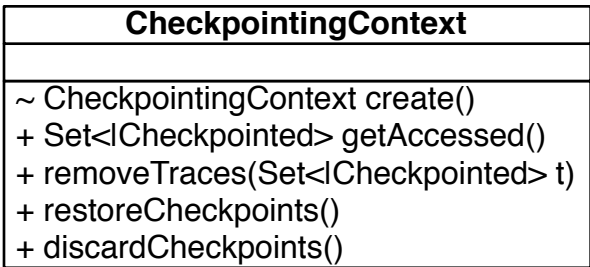 CheckpointingContext
~ CheckpointingContext create()
+ Set<ICheckpointed> getAccessed()
+ removeTraces(Set<ICheckpointed> t)
+ restoreCheckpoints()
+ discardCheckpoints()